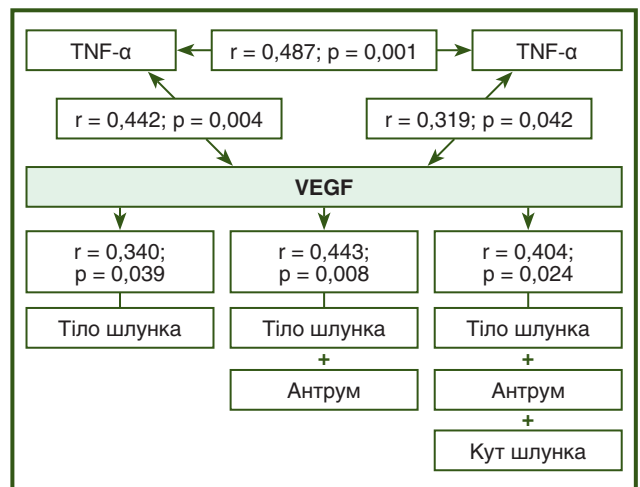 TNF-α
r = 0,487; p = 0,001
TNF-α
r = 0,442; p = 0,004
r = 0,319; p = 0,042
VEGF
r = 0,340;
p = 0,039
r = 0,443;
p = 0,008
r = 0,404;
p = 0,024
Тіло шлунка
Тіло шлунка
Тіло шлунка
+
+
Антрум
Антрум
+
Кут шлунка